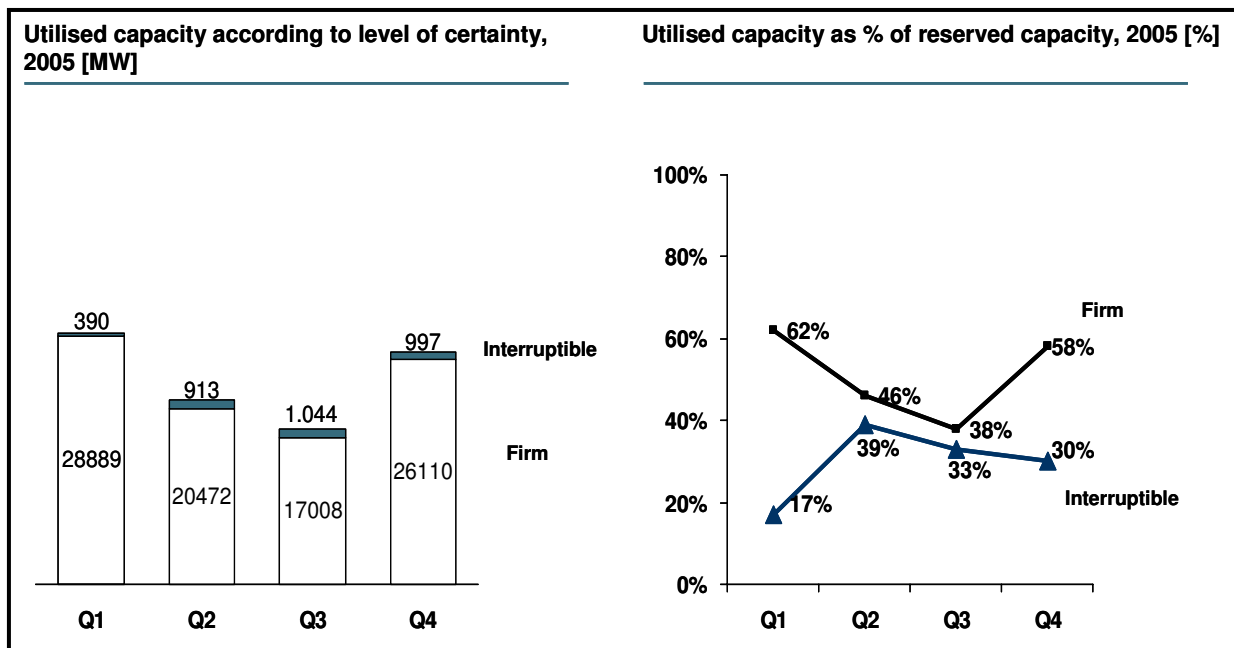 Utilised capacity according to level of certainty,
2005 [MW]
390
28889
913
20472
1.044
17008
997
26110
Interruptible
Firm
Q1 Q2 Q3 Q4
Utilised capacity as % of reserved capacity, 2005 [%]
100%
80%
60%
40%
20%
0%
62%
46%
38%
58%
Firm
17%
39%
33%
30%
Interruptible
Q1 Q2 Q3 Q4